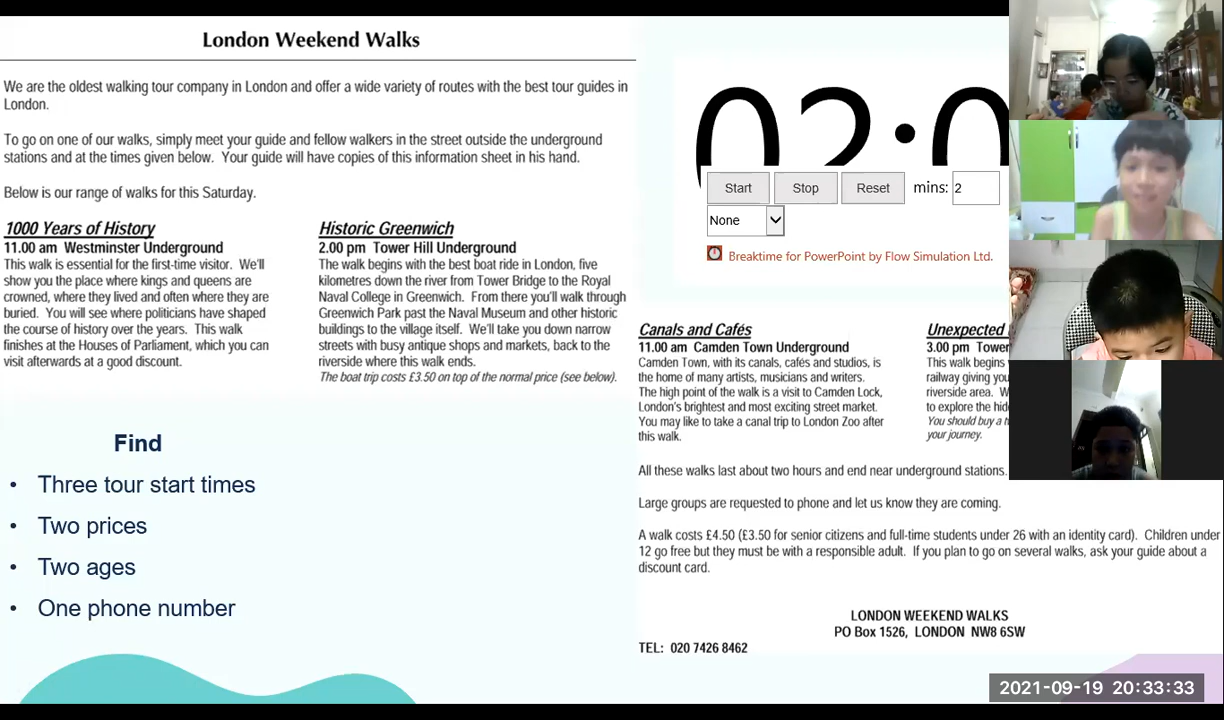 London Weekend Walks
We are the oldest walking tour company in London and offer a wide variety of routes with the best tour guides in
London.
To go on one of our walks, simply meet your guide and fellow walkers in the street outside the underground
stations and at the times given below. Your guide will have copies of this information sheet in his hand.
Below is our range of walks for this Saturday.
1000 Years of History
11.00 am Westminster Underground
This walk is essential for the first-time visitor. We'll
show you the place where kings and queens are
crowned, where they lived and often where they are
buried. You will see where politicians have shaped
the course of history over the years. This walk
finishes at the Houses of Parliament, which you can
visit afterwards at a good discount.
Historic Greenwich
2.00 pm Tower Hill Underground
The walk begins with the best boat ride in London, five
kilometres down the river from Tower Bridge to the Royal
Naval College in Greenwich. From there you'll walk through
Greenwich Park past the Naval Museum and other historic
buildings to the village itself. We'll take you down narrow
streets with busy antique shops and markets, back to the
riverside where this walk ends.
The boat trip costs £3.50 on top of the normal price (see below).
Find
• Three tour start times
• Two prices
• Two ages
• One phone number
02:0
Start Stop Reset mins: 2
None
Breaktime for PowerPoint by Flow Simulation Ltd.
Canals and Cafés
11.00 am Camden Town Underground
Camden Town, with its canals, cafés and studios, is
the home of many artists, musicians and writers.
The high point of the walk is a visit to Camden Lock,
London's brightest and most exciting street market.
You may like to take a canal trip to London Zoo after
this walk.
Unexpected
3.00 pm Tower
This walk begins
railway giving you
riverside area.
to explore the
You should buy a
your journey.
All these walks last about two hours and end near underground stations.
Large groups are requested to phone and let us know they are coming.
A walk costs £4.50 (£3.50 for senior citizens and full-time students under 26 with an identity card). Children under
12 go free but they must be with a responsible adult. If you plan to go on several walks, ask your guide about a
discount card.
LONDON WEEKEND WALKS
PO Box 1526, LONDON NW8 6SW
TEL: 020 7426 8462
2021-09-19 20:33:33